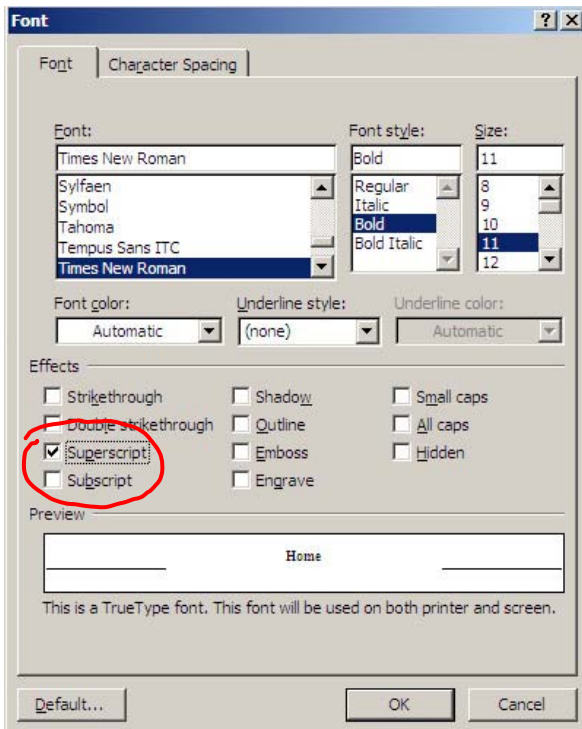 Font
Font Character Spacing
Font: Font style: Size:
Times New Roman Bold 11
Sylfaen Regular 8
Symbol Italic 9
Tahoma Bold 10
Tempus Sans ITC Bold Italic 11
Times New Roman 12
Font color: Underline style: Underline color:
Automatic (none) Automatic
Effects
Strikethrough Shadow Small caps
Double strikethrough Outline All caps
Superscript Emboss Hidden
Subscript Engrave
Preview
Home
This is a TrueType font. This font will be used on both printer and screen.
Default... OK Cancel